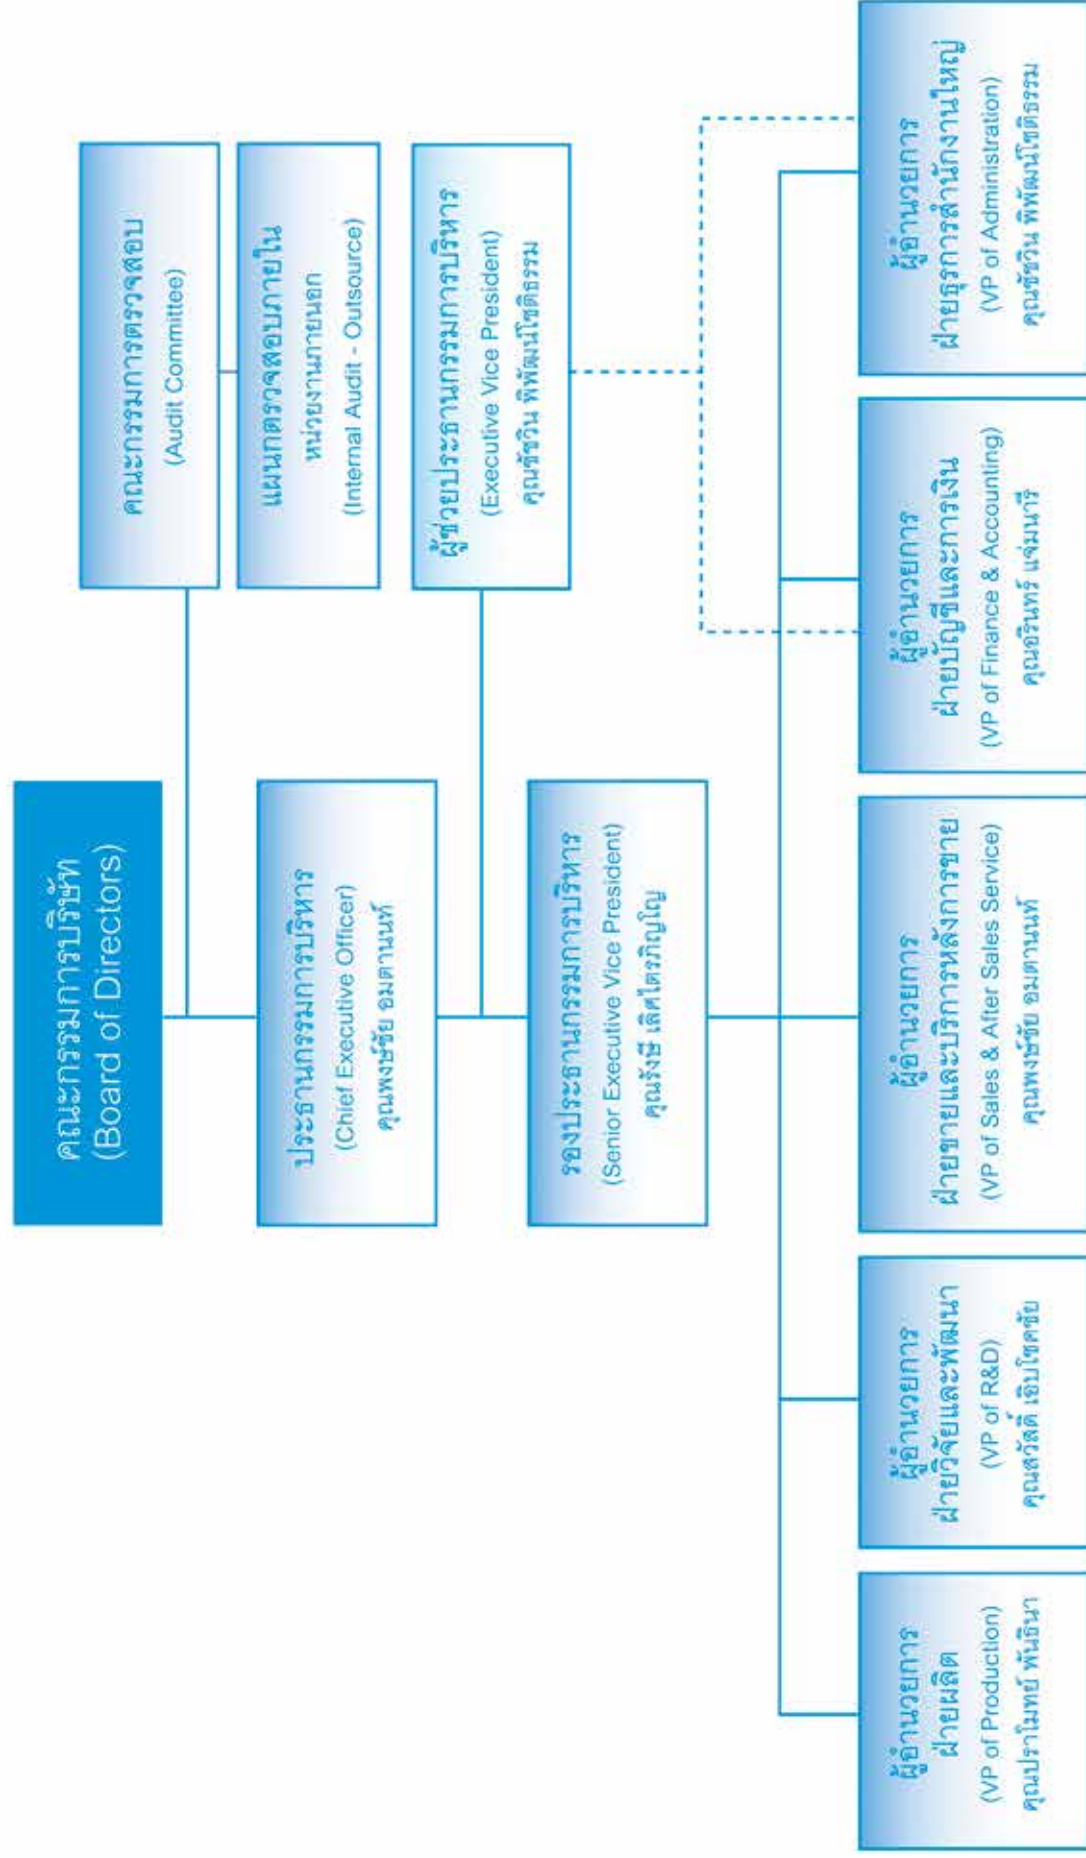 คณะกรรมการบริษัท
(Board of Directors)
คณะกรรมการตรวจสอบ
(Audit Committee)
แผนกตรวจสอบภายใน
หน่วยงานภายนอก
(Internal Audit - Outsource)
ประธานกรรมการบริหาร
(Chief Executive Officer)
คุณพงษ์ชัย อมตานนท์
ผู้ช่วยประธานกรรมการบริหาร
(Executive Vice President)
คุณชัชวิน พิพัฒน์โชติธรรม
รองประธานกรรมการบริหาร
(Senior Executive Vice President)
คุณรังษี เลิศไตรภิญโญ
ผู้อำนวยการ
ฝ่ายผลิต
(VP of Production)
คุณปราโมทย์ พันธินา
ผู้อำนวยการ
ฝ่ายวิจัยและพัฒนา
(VP of R&D)
คุณสวัสดิ์ เอิบโชคชัย
ผู้อำนวยการ
ฝ่ายขายและบริการหลังการขาย
(VP of Sales & After Sales Service)
คุณพงษ์ชัย อมตานนท์
ผู้อำนวยการ
ฝ่ายบัญชีและการเงิน
(VP of Finance & Accounting)
คุณอรินทร์ แจ่มนารี
ผู้อำนวยการ
ฝ่ายธุรการสำนักงานใหญ่
(VP of Administration)
คุณชัชวิน พิพัฒน์โชติธรรม